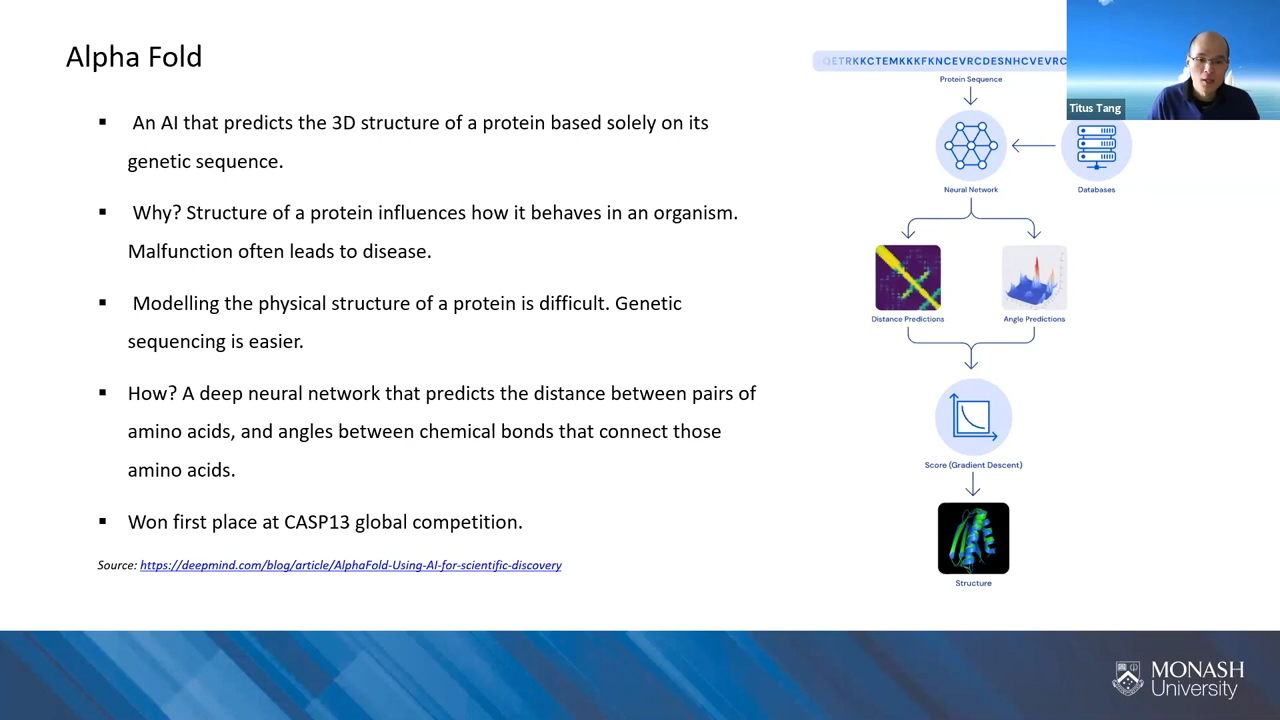 Alpha Fold
▪ An AI that predicts the 3D structure of a protein based solely on its
genetic sequence.
▪ Why? Structure of a protein influences how it behaves in an organism.
Malfunction often leads to disease.
▪ Modelling the physical structure of a protein is difficult. Genetic
sequencing is easier.
▪ How? A deep neural network that predicts the distance between pairs of
amino acids, and angles between chemical bonds that connect those
amino acids.
▪ Won first place at CASP13 global competition.
Source: https://deepmind.com/blog/article/AlphaFold-Using-AI-for-scientific-discovery
QETRKKCTEMKKKFKNCEVRCDESNHCVEVRC
Protein Sequence
Neural Network
Databases
Distance Predictions
Angle Predictions
Score (Gradient Descent)
Structure
Titus Tang
MONASH
University